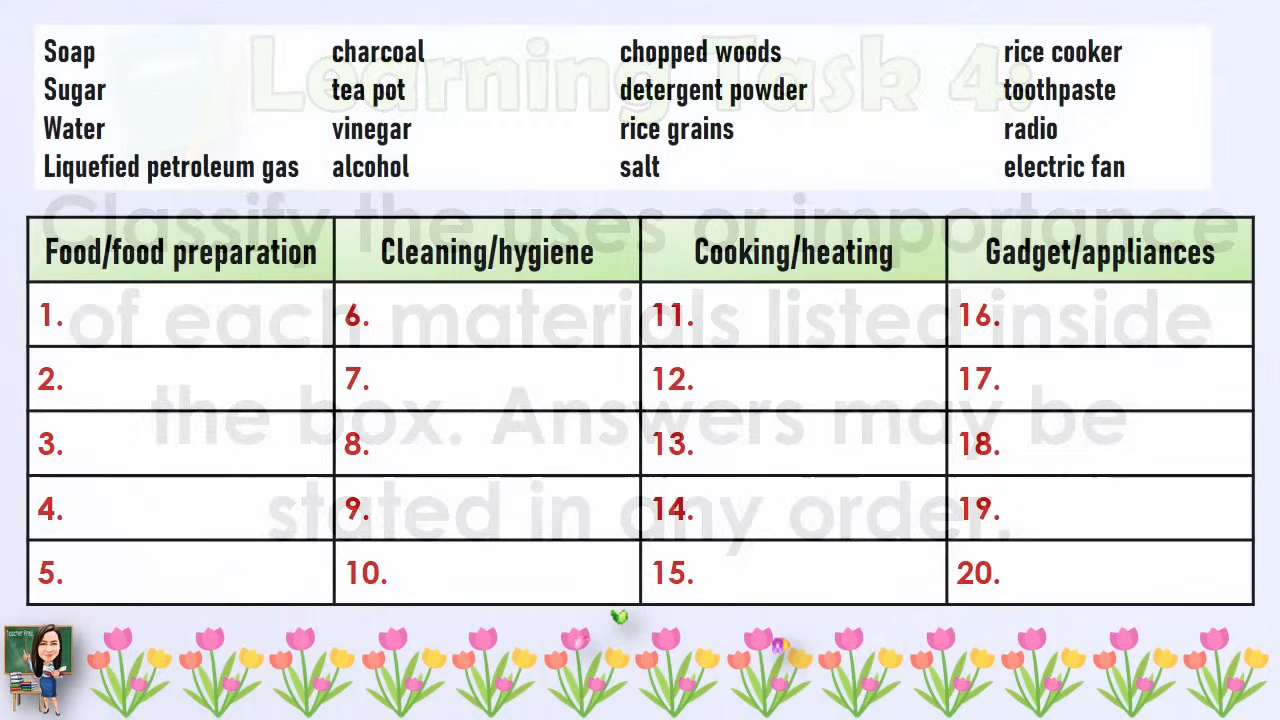 Learning Task 4:
Soap charcoal chopped woods rice cooker
Sugar tea pot detergent powder toothpaste
Water vinegar rice grains radio
Liquefied petroleum gas alcohol salt electric fan
Classify the uses or importance
of each materials listed inside
the box. Answers may be
stated in any order.
Food/food preparation Cleaning/hygiene Cooking/heating Gadget/appliances
1. 6. 11. 16.
2. 7. 12. 17.
3. 8. 13. 18.
4. 9. 14. 19.
5. 10. 15. 20.